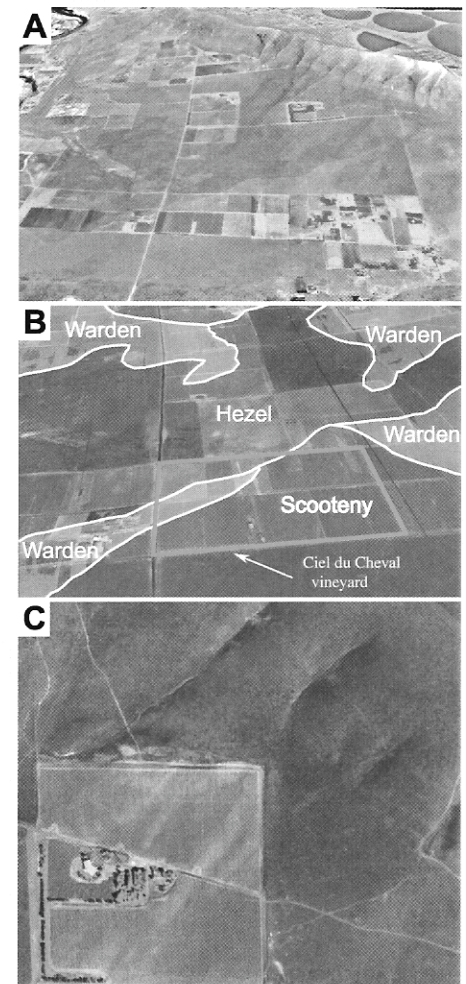 A
B
Warden
Warden
Hezel
Warden
Scooteny
Warden
Ciel du Cheval
vineyard
C